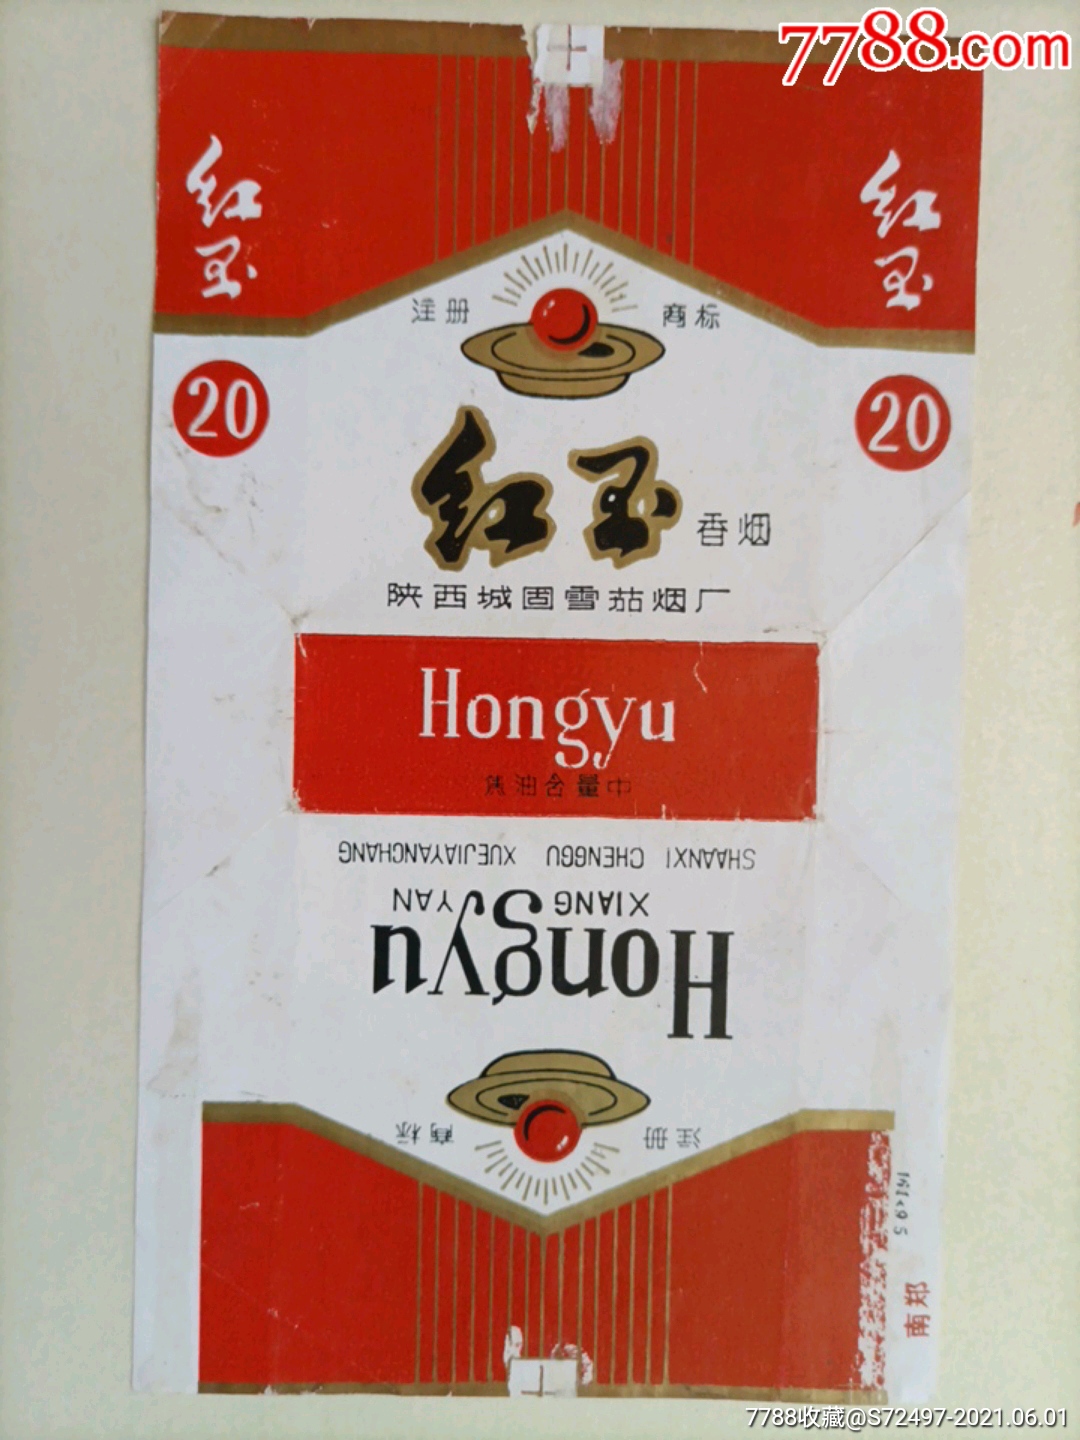 7788.com
红玉
红玉
注册 商标
20
20
红玉 香烟
陕西城固雪茄烟厂
Hongyu
焦油含量中
SHAANXI CHENGGU XUEJIAYANCHANG
XIANG YAN
Hongyu
注册 商标
南郑
7788收藏@S72497-2021.06.01